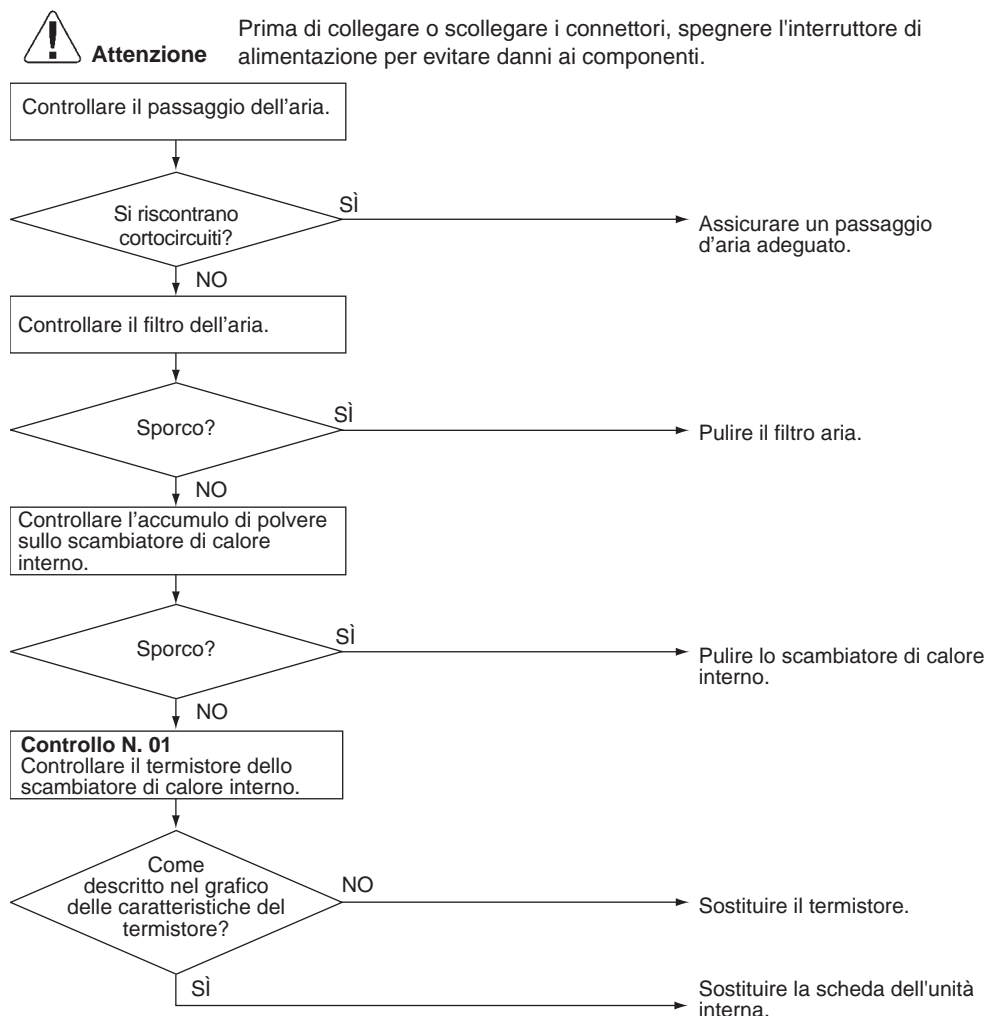 Attenzione
Prima di collegare o scollegare i connettori, spegnere l'interruttore di
alimentazione per evitare danni ai componenti.
Controllare il passaggio dell’aria.
Si riscontrano
cortocircuiti?
SÌ
Assicurare un passaggio
d’aria adeguato.
NO
Controllare il filtro dell’aria.
Sporco?
SÌ
Pulire il filtro aria.
NO
Controllare l’accumulo di polvere
sullo scambiatore di calore
interno.
Sporco?
SÌ
Pulire lo scambiatore di calore
interno.
NO
Controllo N. 01
Controllare il termistore dello
scambiatore di calore interno.
Come
descritto nel grafico
delle caratteristiche del
termistore?
NO
Sostituire il termistore.
SÌ
Sostituire la scheda dell'unità
interna.